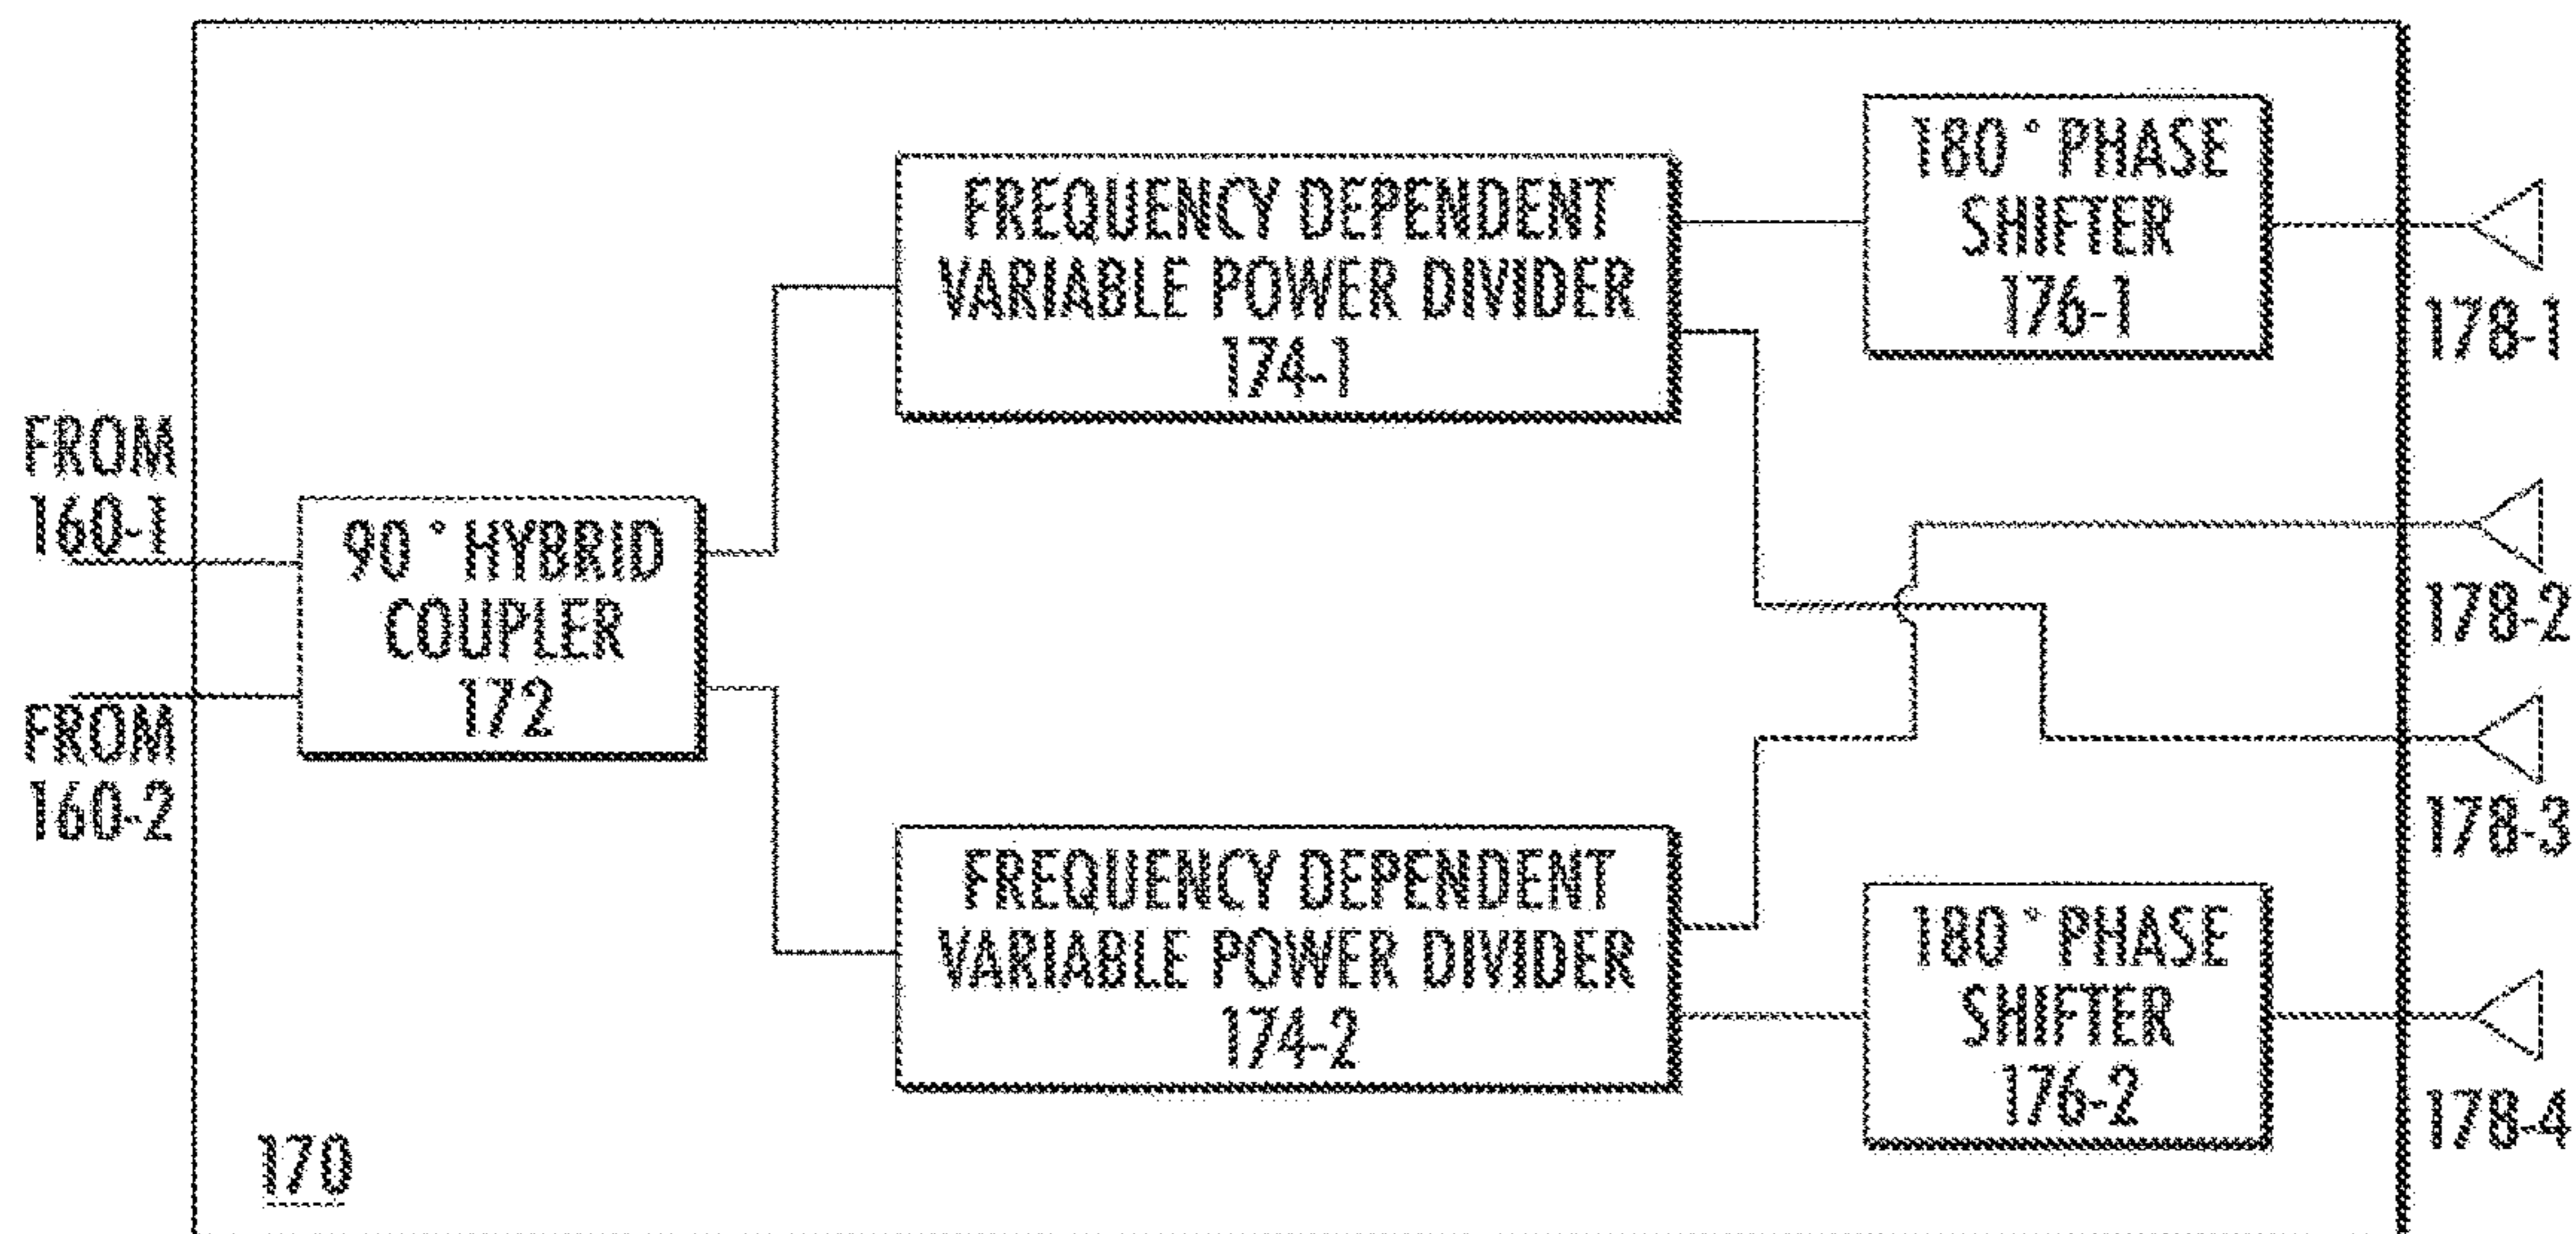 FROM
160-1
FROM
160-2
90° HYBRID
COUPLER
172
FREQUENCY DEPENDENT
VARIABLE POWER DIVIDER
174-1
FREQUENCY DEPENDENT
VARIABLE POWER DIVIDER
174-2
180° PHASE
SHIFTER
176-1
180° PHASE
SHIFTER
176-2
178-1
178-2
178-3
178-4
170